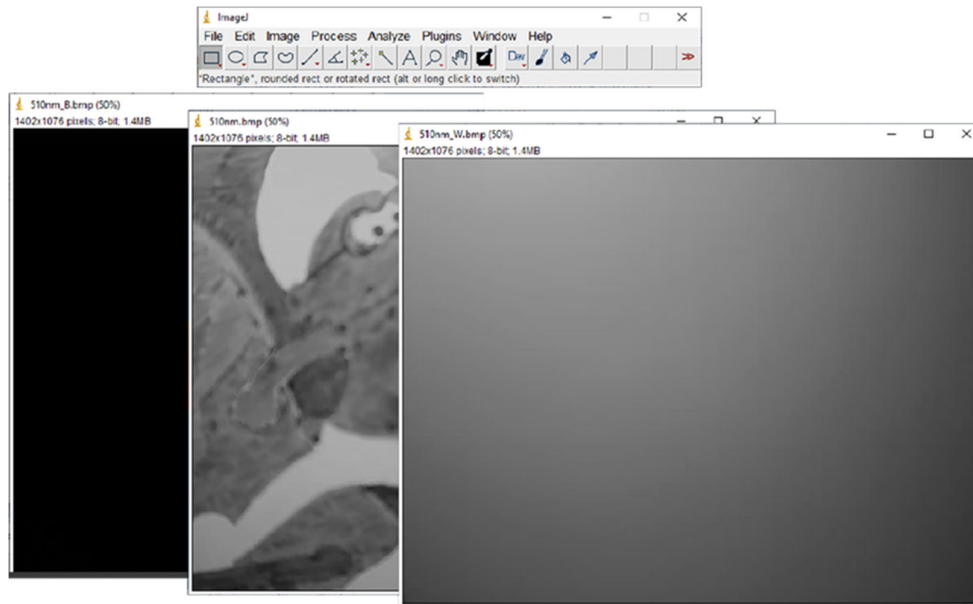 ImageJ
File Edit Image Process Analyze Plugins Window Help
Dev
"Rectangle", rounded rect or rotated rect (alt or long click to switch)
510nm_B.bmp (50%)
1402x1076 pixels; 8-bit; 1.4MB
510nm.bmp (50%)
1402x1076 pixels; 8-bit; 1.4MB
510nm_W.bmp (50%)
1402x1076 pixels; 8-bit; 1.4MB